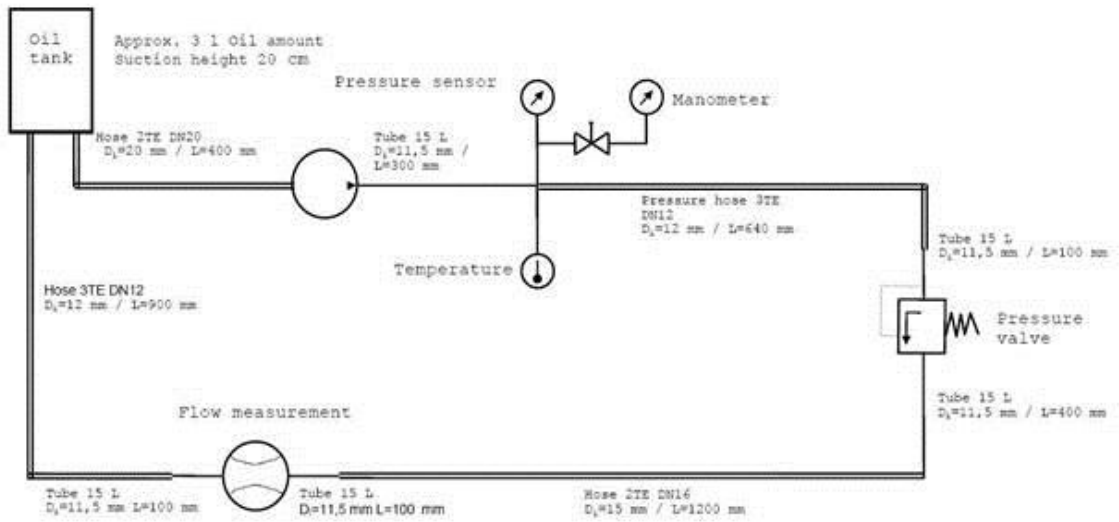 Oil
tank
Approx. 3 l Oil amount
Suction height 20 cm
Pressure sensor
Manometer
Hose 2TE DN20
Di=20 mm / L=400 mm
Tube 15 L
Di=11,5 mm /
L=300 mm
Pressure hose 3TE
DN12
Di=12 mm / L=640 mm
Tube 15 L
Di=11,5 mm / L=100 mm
Temperature
Hose 3TE DN12
Di=12 mm / L=900 mm
Pressure
valve
Tube 15 L
Di=11,5 mm / L=400 mm
Flow measurement
Tube 15 L
Di=11,5 mm L=100 mm
Tube 15 L
Di=11,5 mm L=100 mm
Hose 2TE DN16
Di=15 mm / L=1200 mm